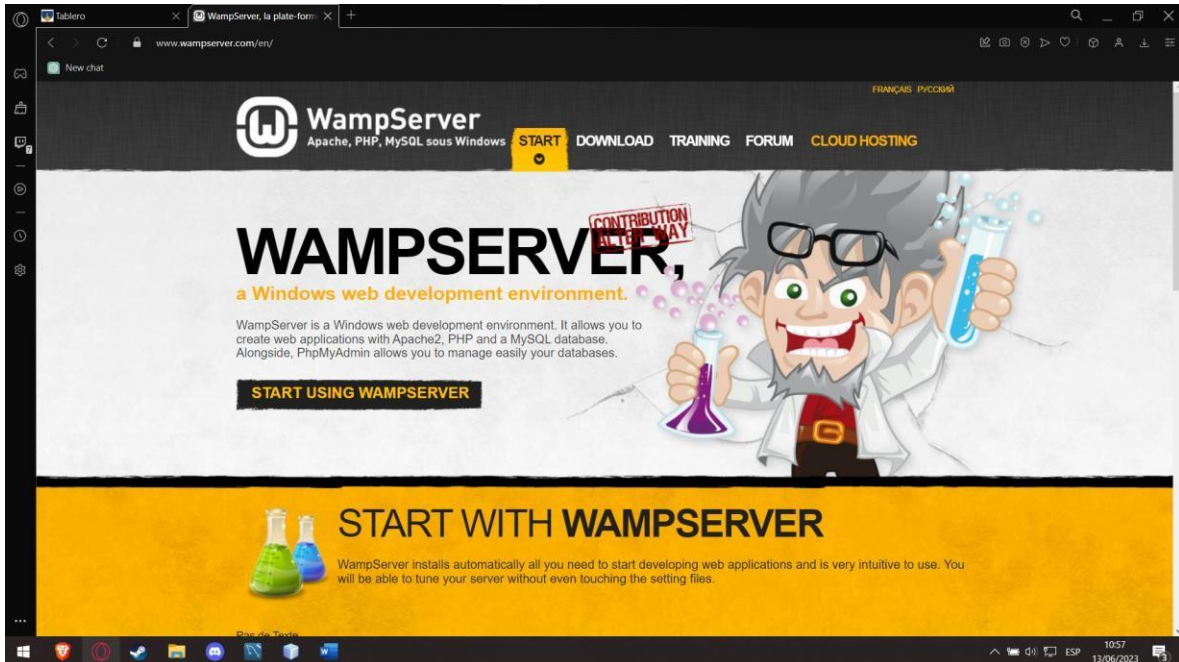 Tablero
WampServer, la plate-form
www.wampserver.com/en/
New chat
FRANÇAIS РУССКИЙ
WampServer
Apache, PHP, MySQL sous Windows
START
DOWNLOAD
TRAINING
FORUM
CLOUD HOSTING
CONTRIBUTION
ALTER WAY
WAMPSERVER,
a Windows web development environment.
WampServer is a Windows web development environment. It allows you to
create web applications with Apache2, PHP and a MySQL database.
Alongside, PhpMyAdmin allows you to manage easily your databases.
START USING WAMPSERVER
START WITH WAMPSERVER
WampServer installs automatically all you need to start developing web applications and is very intuitive to use. You
will be able to tune your server without even touching the setting files.
Pas de Texte
ESP
10:57
13/06/2023